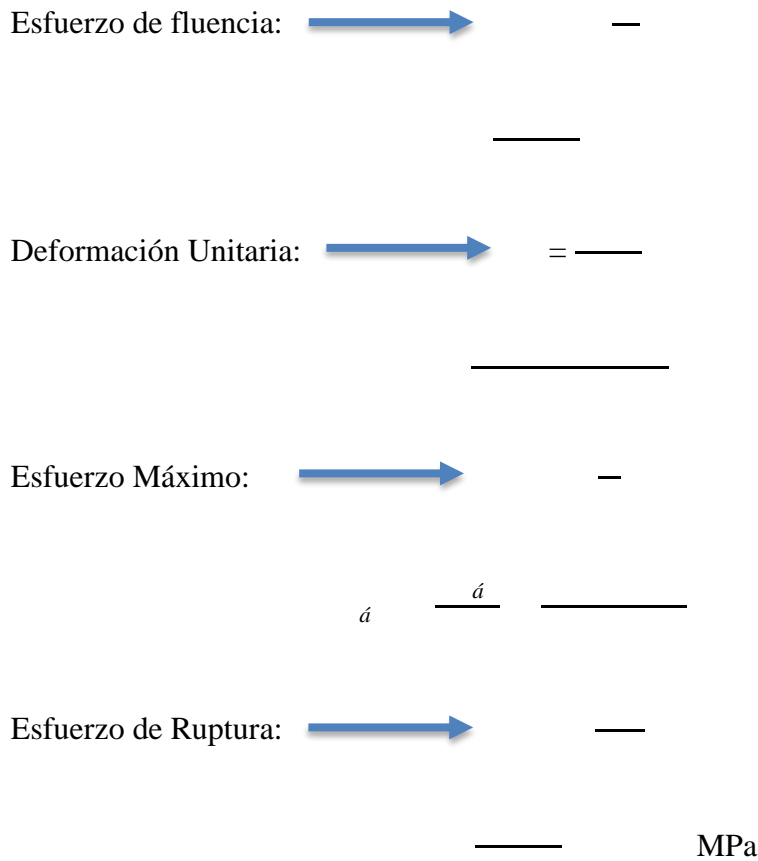 Esfuerzo de fluencia:
Deformación Unitaria: =
Esfuerzo Máximo:
á
á
Esfuerzo de Ruptura:
MPa